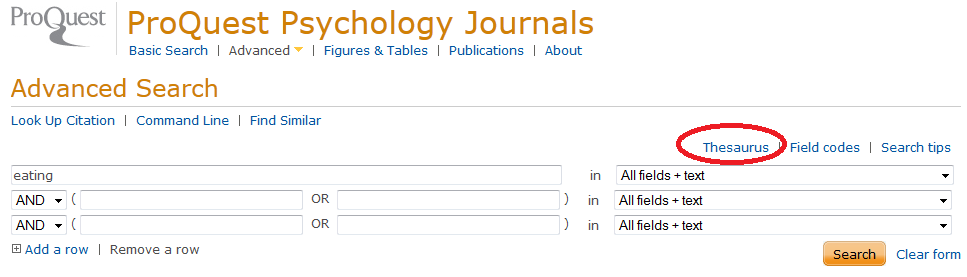 ProQuest
ProQuest Psychology Journals
Basic Search | Advanced | Figures & Tables | Publications | About
Advanced Search
Look Up Citation | Command Line | Find Similar
Thesaurus | Field codes | Search tips
eating in All fields + text
AND ( OR ) in All fields + text
AND ( OR ) in All fields + text
Add a row | Remove a row
Search Clear form